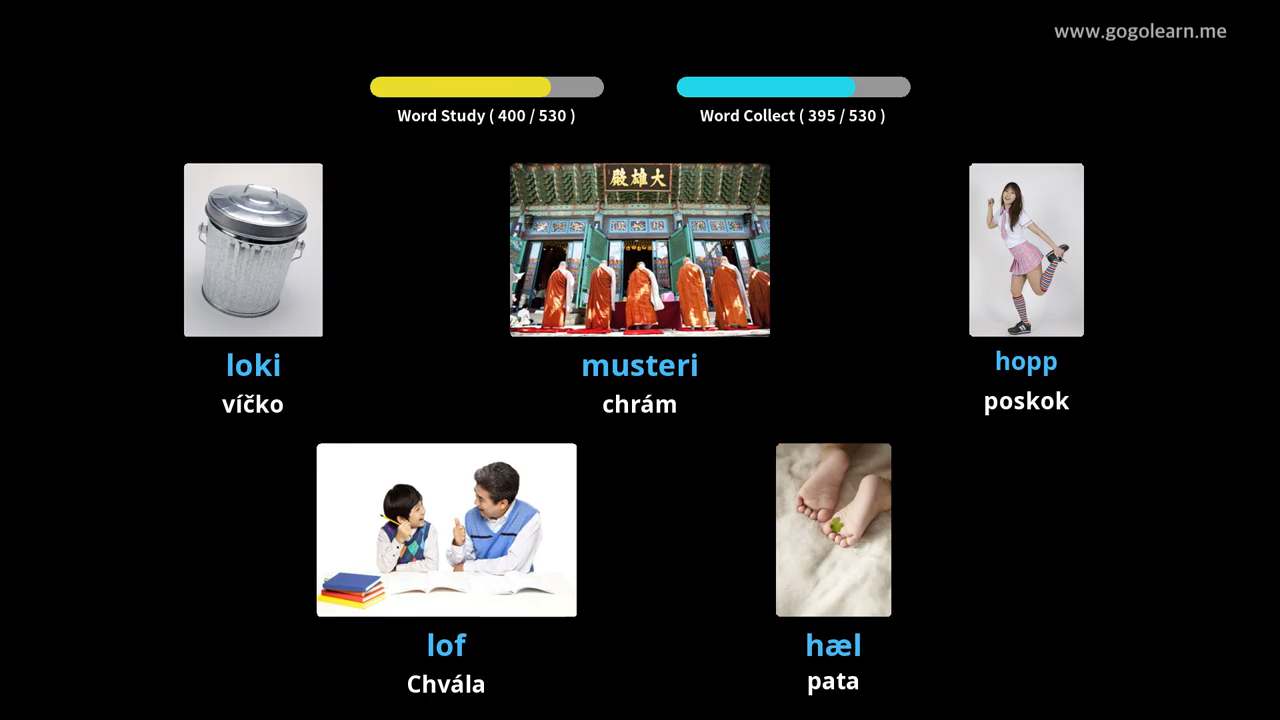 www.gogolearn.me
Word Study ( 400 / 530 )
Word Collect ( 395 / 530 )
大雄殿
loki
víčko
musteri
chrám
hopp
poskok
lof
Chvála
hæl
pata